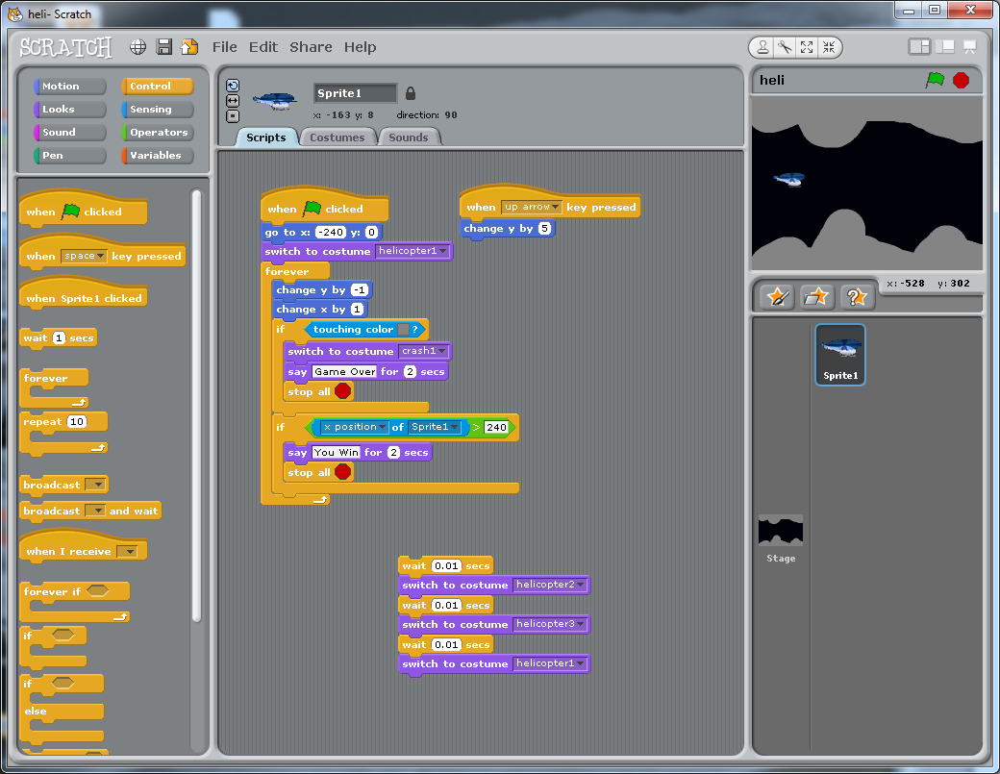 heli- Scratch
SCRATCH File Edit Share Help
Motion Control
Looks Sensing
Sound Operators
Pen Variables
when clicked
when space key pressed
when Sprite1 clicked
wait 1 secs
forever
repeat 10
broadcast
broadcast and wait
when I receive
forever if
if
if
else
Sprite1
x: -163 y: 8 direction: 90
Scripts Costumes Sounds
when clicked
go to x: -240 y: 0
switch to costume helicopter1
forever
change y by -1
change x by 1
if touching color ?
switch to costume crash1
say Game Over for 2 secs
stop all
if x position of Sprite1 > 240
say You Win for 2 secs
stop all
when up arrow key pressed
change y by 5
wait 0.01 secs
switch to costume helicopter2
wait 0.01 secs
switch to costume helicopter3
wait 0.01 secs
switch to costume helicopter1
heli
x: -528 y: 302
Sprite1
Stage